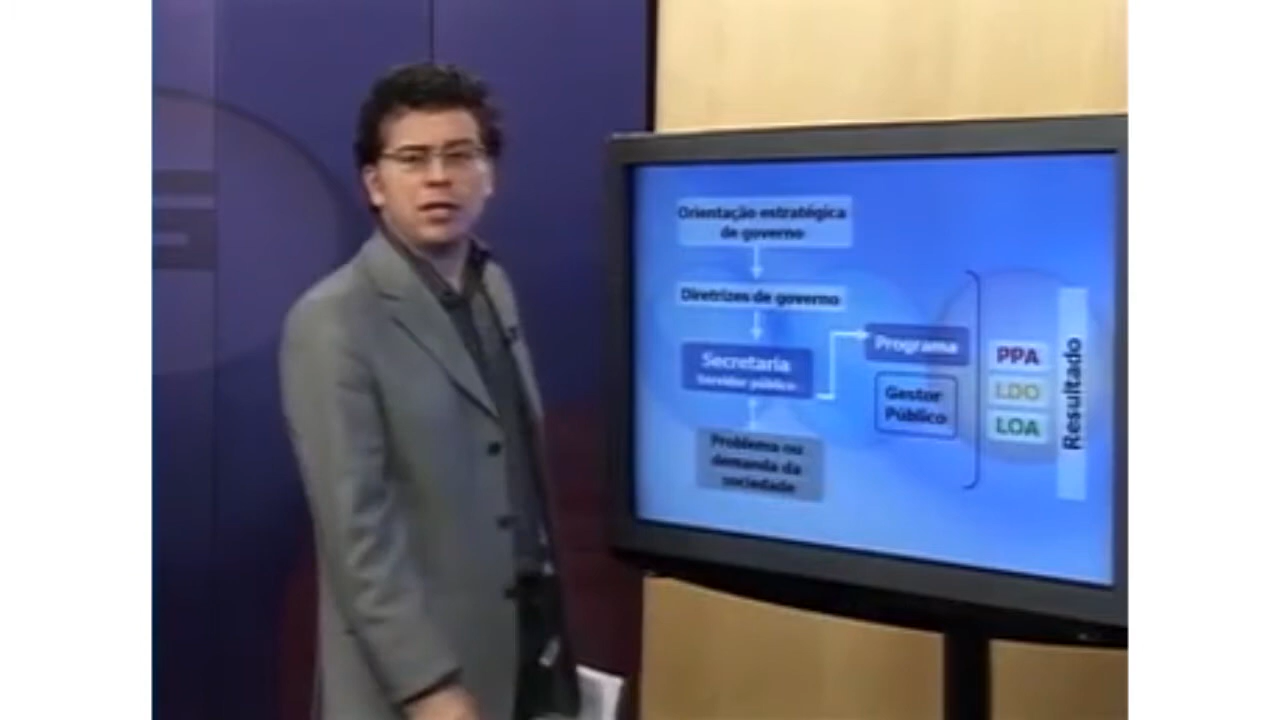 Orientação estratégica
de governo
Diretrizes de governo
Secretaria
Servidor público
Problema ou
demanda da
sociedade
Programa
Gestor
Público
PPA
LDO
LOA
Resultado